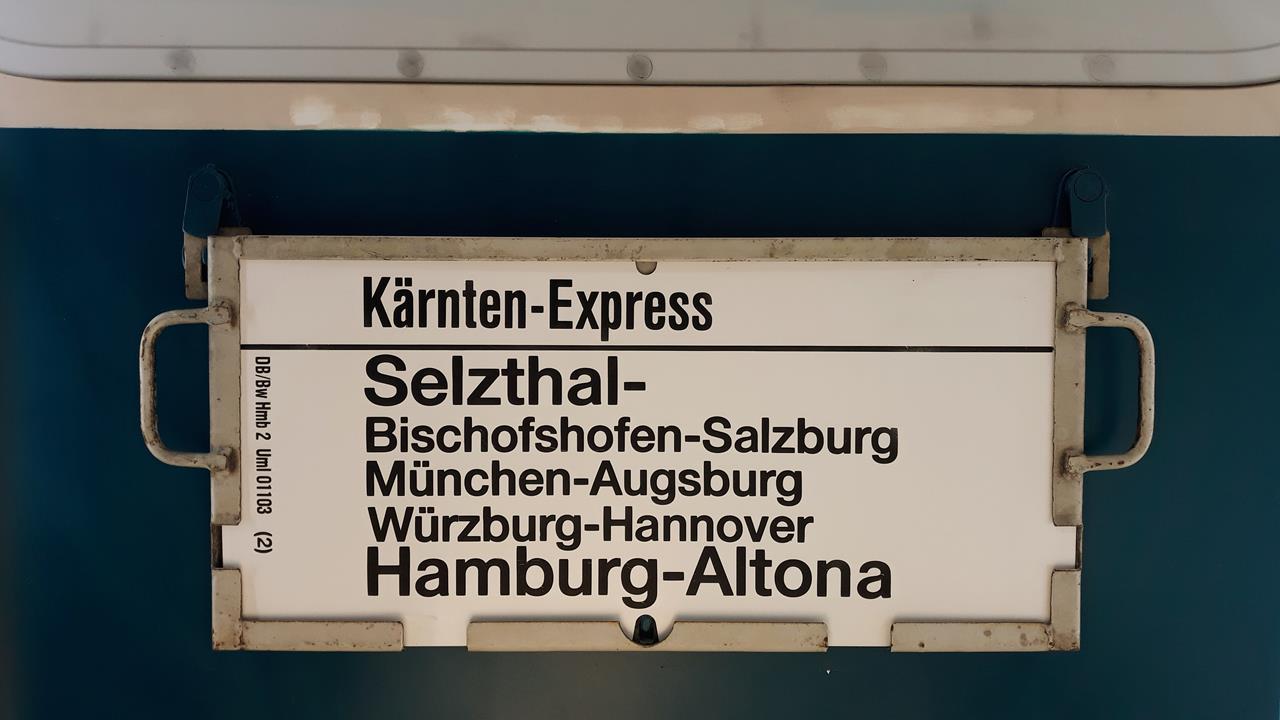 Kärnten-Express
Selzthal-
Bischofshofen-Salzburg
München-Augsburg
Würzburg-Hannover
Hamburg-Altona
DB/Bw Hmb 2 Uml 01103 (2)